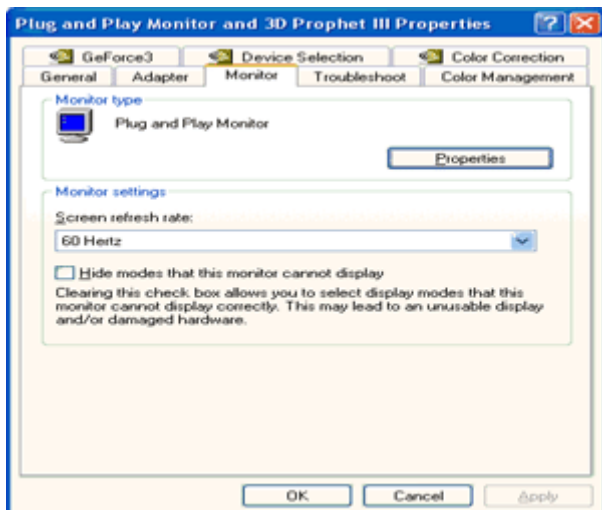 Plug and Play Monitor and 3D Prophet III Properties
GeForce3 Device Selection Color Correction
General Adapter Monitor Troubleshoot Color Management
Monitor type
Plug and Play Monitor
Properties
Monitor settings
Screen refresh rate:
60 Hertz
Hide modes that this monitor cannot display
Clearing this check box allows you to select display modes that this
monitor cannot display correctly. This may lead to an unusable display
and/or damaged hardware.
OK Cancel Apply